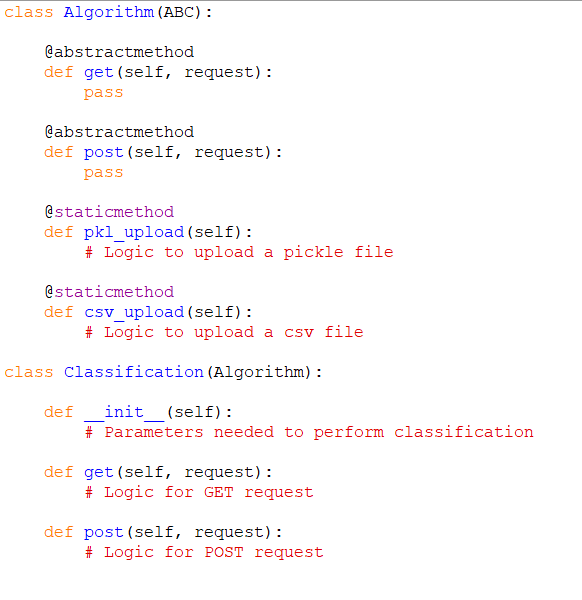 class Algorithm(ABC):
    @abstractmethod
    def get(self, request):
        pass
    @abstractmethod
    def post(self, request):
        pass
    @staticmethod
    def pkl_upload(self):
        # Logic to upload a pickle file
    @staticmethod
    def csv_upload(self):
        # Logic to upload a csv file
class Classification(Algorithm):
    def __init__(self):
        # Parameters needed to perform classification
    def get(self, request):
        # Logic for GET request
    def post(self, request):
        # Logic for POST request